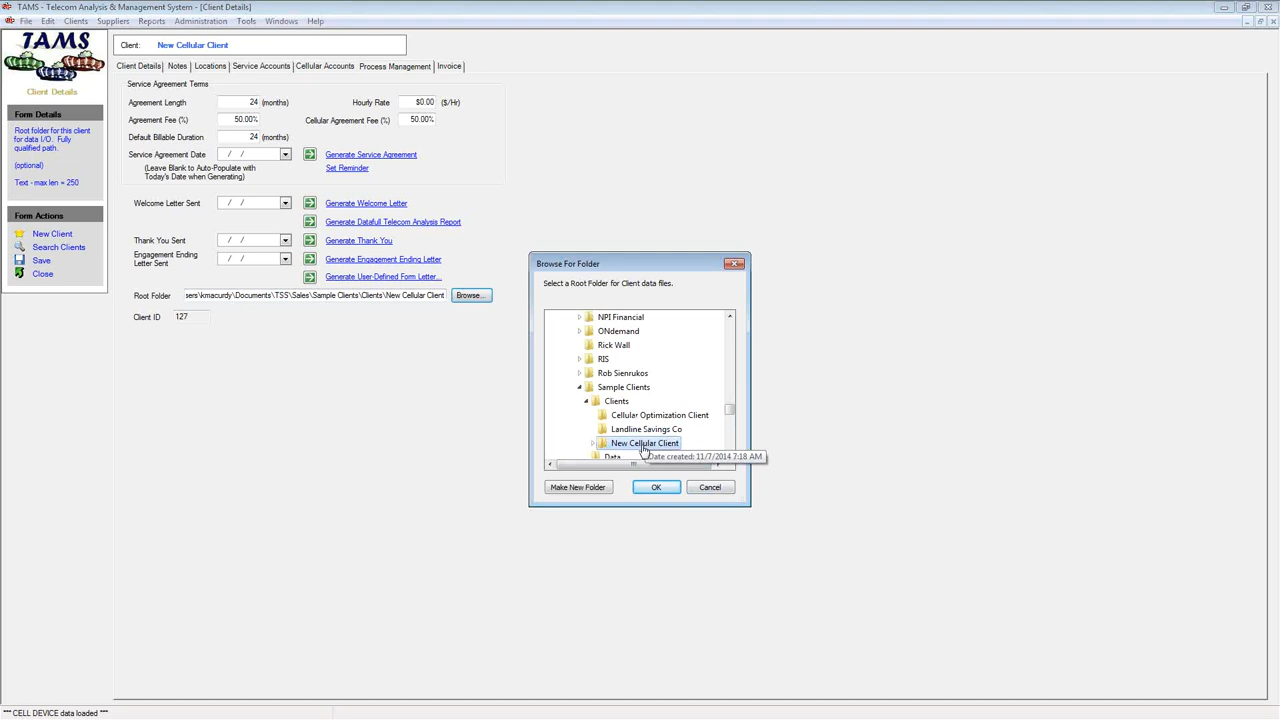 TAMS - Telecom Analysis & Management System - [Client Details]
File Edit Clients Suppliers Reports Administration Tools Windows Help
TAMS
Client Details
Form Details
Root folder for this client
for data I/O. Fully
qualified path.
(optional)
Text - max len = 250
Form Actions
New Client
Search Clients
Save
Close
Client: New Cellular Client
Client Details Notes Locations Service Accounts Cellular Accounts Process Management Invoice
Service Agreement Terms
Agreement Length 24 (months) Hourly Rate $0.00 ($/Hr)
Agreement Fee (%) 50.00% Cellular Agreement Fee (%) 50.00%
Default Billable Duration 24 (months)
Service Agreement Date / / Generate Service Agreement
(Leave Blank to Auto-Populate with
Today's Date when Generating)
Set Reminder
Welcome Letter Sent / / Generate Welcome Letter
Generate Datafull Telecom Analysis Report
Thank You Sent / / Generate Thank You
Engagement Ending
Letter Sent / / Generate Engagement Ending Letter
Generate User-Defined Form Letter...
Root Folder sers\kmacurdy\Documents\TSS\Sales\Sample Clients\Clients\New Cellular Client Browse...
Client ID 127
Browse For Folder
Select a Root Folder for Client data files.
NPI Financial
ONdemand
Rick Wall
RIS
Rob Sienrukos
Sample Clients
Clients
Cellular Optimization Client
Landline Savings Co
New Cellular Client
Data
Date created: 11/7/2014 7:18 AM
Make New Folder OK Cancel
*** CELL DEVICE data loaded ***